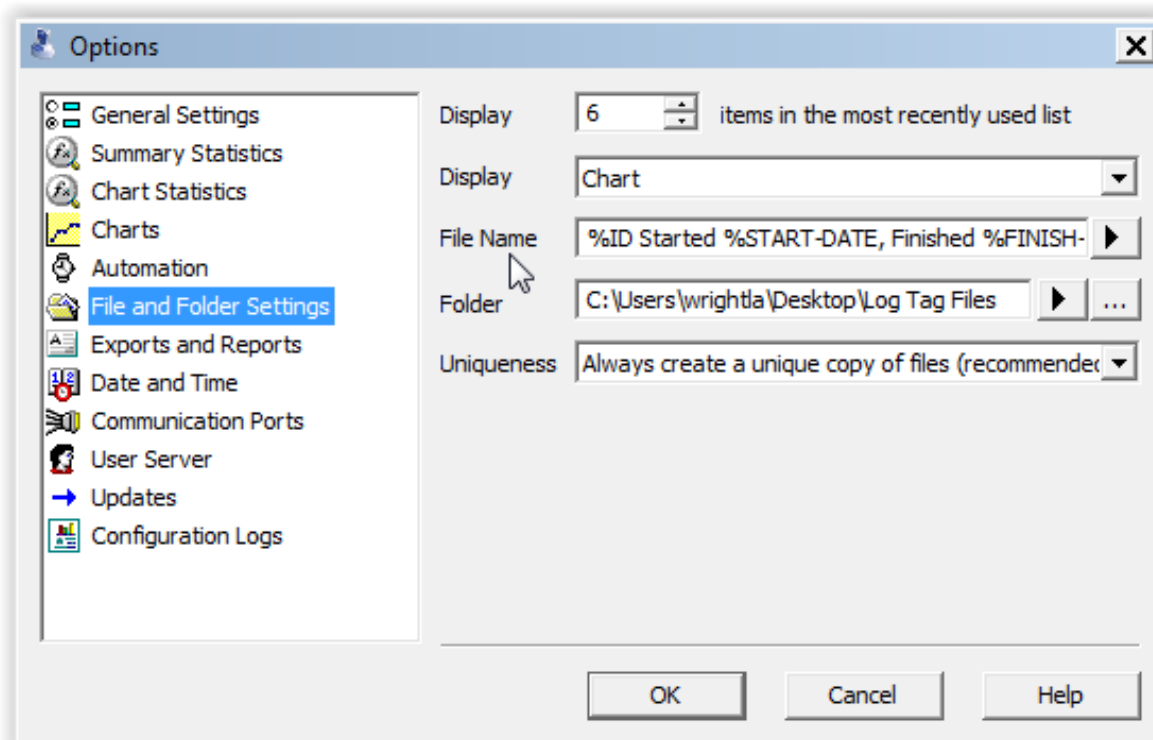 Options
General Settings
Summary Statistics
Chart Statistics
Charts
Automation
File and Folder Settings
Exports and Reports
Date and Time
Communication Ports
User Server
Updates
Configuration Logs
Display 6 items in the most recently used list
Display Chart
File Name %ID Started %START-DATE, Finished %FINISH-
Folder C:\Users\wrightla\Desktop\Log Tag Files ...
Uniqueness Always create a unique copy of files (recommended
OK Cancel Help